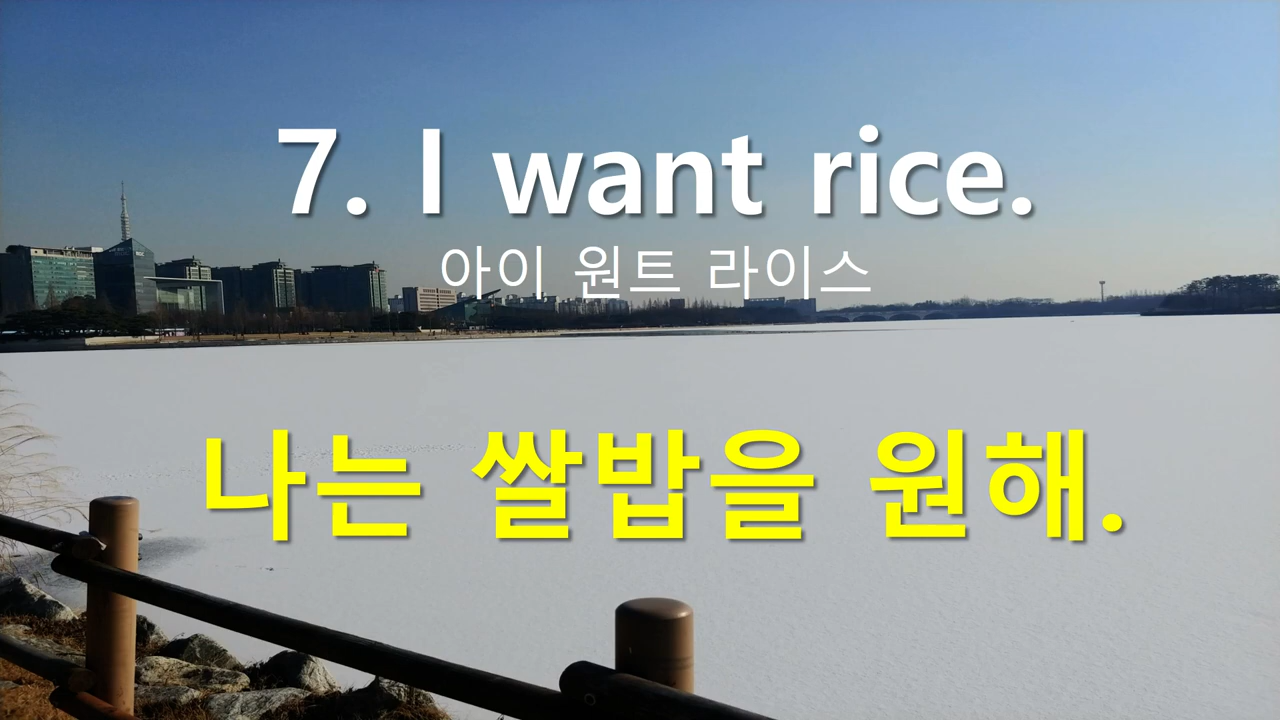 7. I want rice.
아이 원트 라이스
나는 쌀밥을 원해.